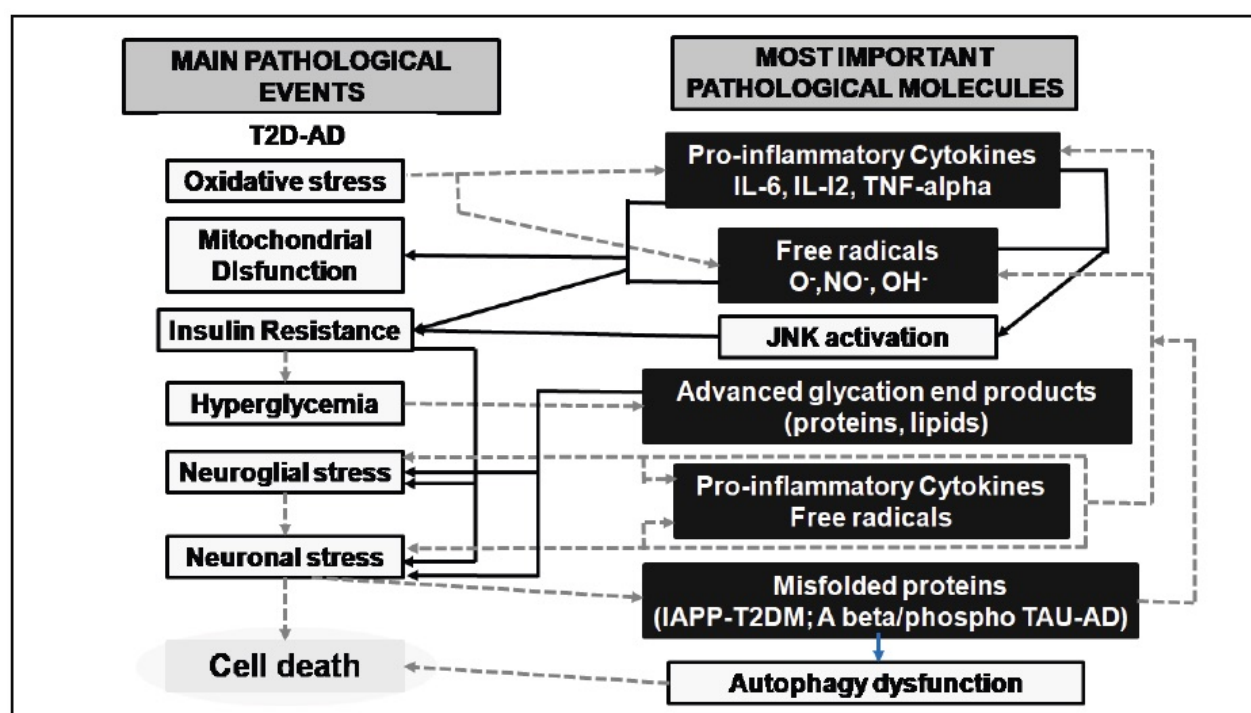 MAIN PATHOLOGICAL
EVENTS
T2D-AD
Oxidative stress
Mitochondrial
DIsfunction
Insulin Resistance
Hyperglycemia
Neuroglial stress
Neuronal stress
Cell death
MOST IMPORTANT
PATHOLOGICAL MOLECULES
Pro-inflammatory Cytokines
IL-6, IL-I2, TNF-alpha
Free radicals
O⁻,NO⁻, OH⁻
JNK activation
Advanced glycation end products
(proteins, lipids)
Pro-inflammatory Cytokines
Free radicals
Misfolded proteins
(IAPP-T2DM; A beta/phospho TAU-AD)
Autophagy dysfunction